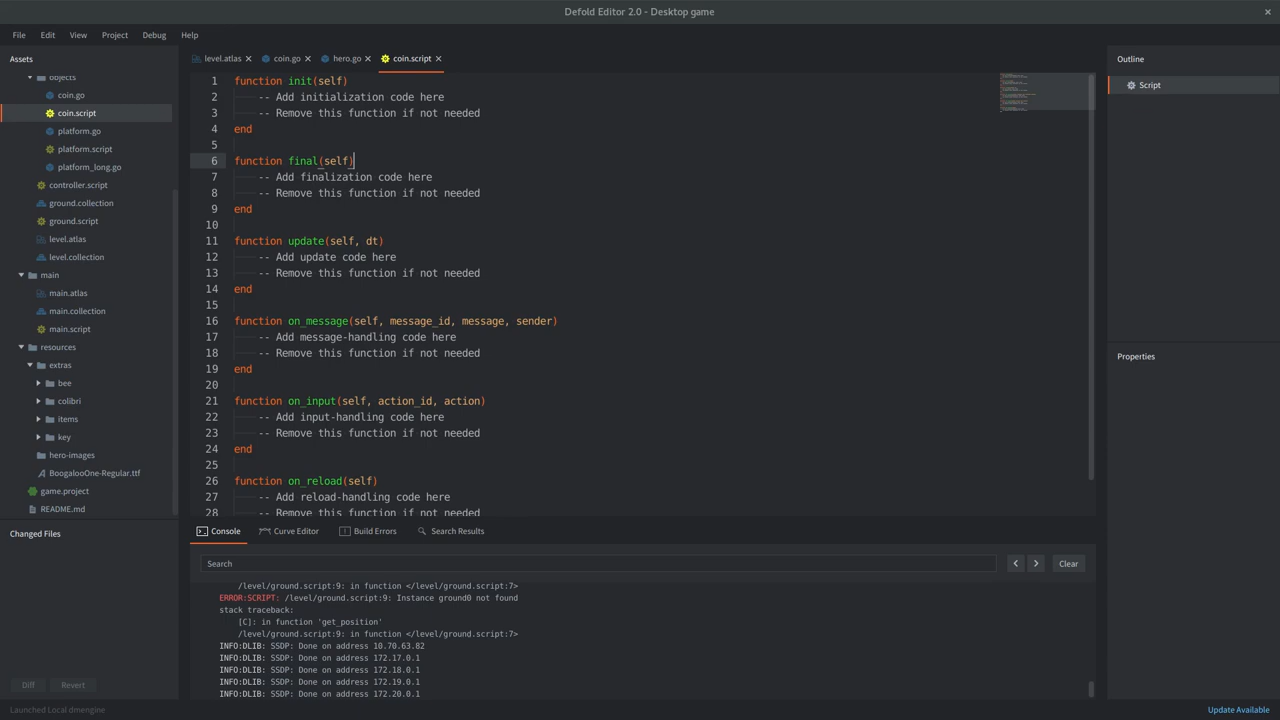 Defold Editor 2.0 - Desktop game
File Edit View Project Debug Help
Assets
objects
coin.go
coin.script
platform.go
platform.script
platform_long.go
controller.script
ground.collection
ground.script
level.atlas
level.collection
main
main.atlas
main.collection
main.script
resources
extras
bee
colibri
items
key
hero-images
BoogalooOne-Regular.ttf
game.project
README.md
Changed Files
Diff Revert
Launched Local dmengine
level.atlas coin.go hero.go coin.script
1 function init(self)
2 -- Add initialization code here
3 -- Remove this function if not needed
4 end
5
6 function final(self)
7 -- Add finalization code here
8 -- Remove this function if not needed
9 end
10
11 function update(self, dt)
12 -- Add update code here
13 -- Remove this function if not needed
14 end
15
16 function on_message(self, message_id, message, sender)
17 -- Add message-handling code here
18 -- Remove this function if not needed
19 end
20
21 function on_input(self, action_id, action)
22 -- Add input-handling code here
23 -- Remove this function if not needed
24 end
25
26 function on_reload(self)
27 -- Add reload-handling code here
28 -- Remove this function if not needed
Console Curve Editor Build Errors Search Results
Search
Clear
/level/ground.script:9: in function </level/ground.script:7>
ERROR:SCRIPT: /level/ground.script:9: Instance ground0 not found
stack traceback:
[C]: in function 'get_position'
/level/ground.script:9: in function </level/ground.script:7>
INFO:DLIB: SSDP: Done on address 10.70.63.82
INFO:DLIB: SSDP: Done on address 172.17.0.1
INFO:DLIB: SSDP: Done on address 172.18.0.1
INFO:DLIB: SSDP: Done on address 172.19.0.1
INFO:DLIB: SSDP: Done on address 172.20.0.1
Outline
Script
Properties
Update Available